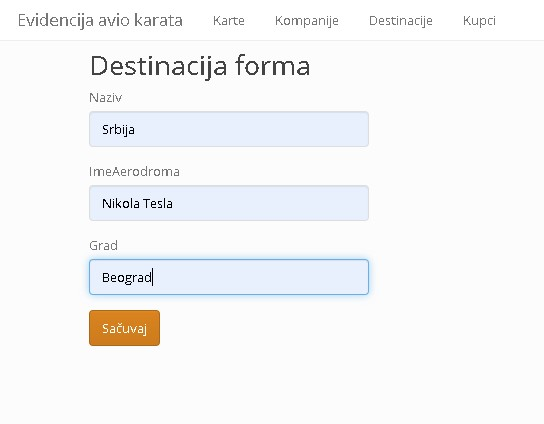 Evidencija avio karata Karte Kompanije Destinacije Kupci
Destinacija forma
Naziv
Srbija
ImeAerodroma
Nikola Tesla
Grad
Beograd
Sačuvaj